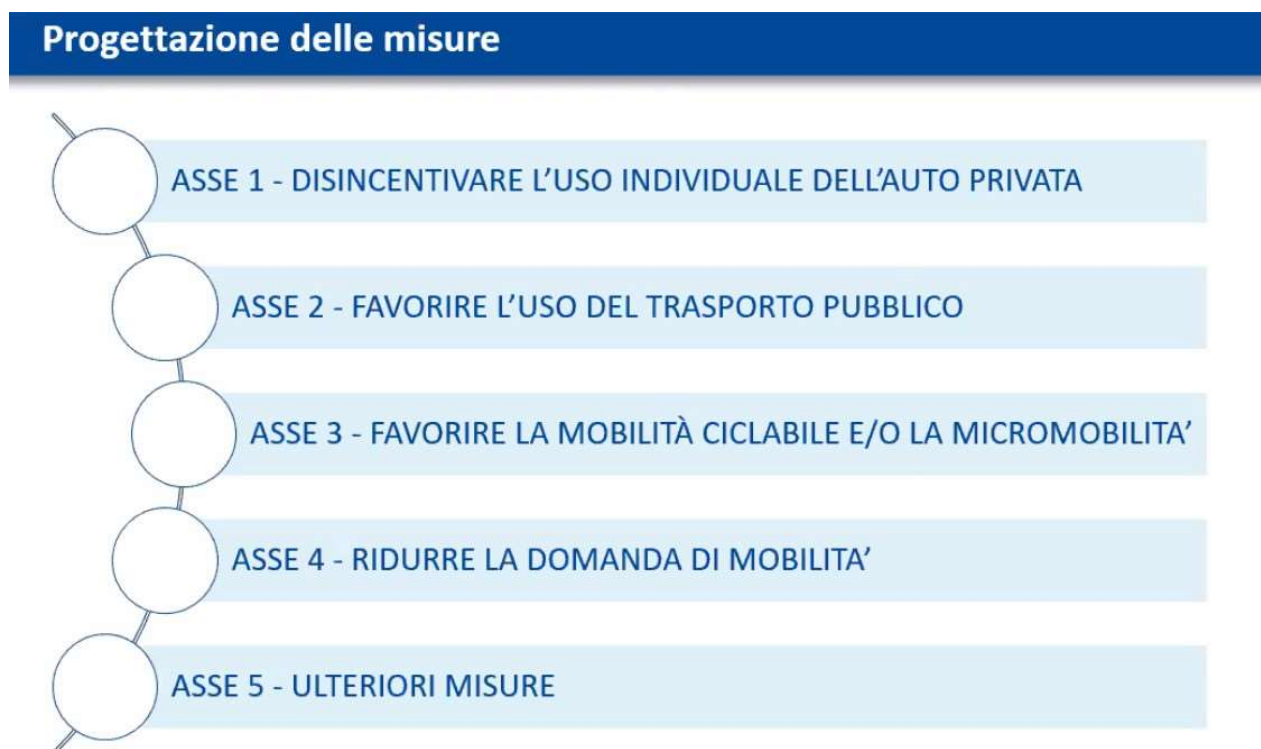 Progettazione delle misure
ASSE 1 - DISINCENTIVARE L’USO INDIVIDUALE DELL’AUTO PRIVATA
ASSE 2 - FAVORIRE L’USO DEL TRASPORTO PUBBLICO
ASSE 3 - FAVORIRE LA MOBILITÀ CICLABILE E/O LA MICROMOBILITA’
ASSE 4 - RIDURRE LA DOMANDA DI MOBILITA’
ASSE 5 - ULTERIORI MISURE